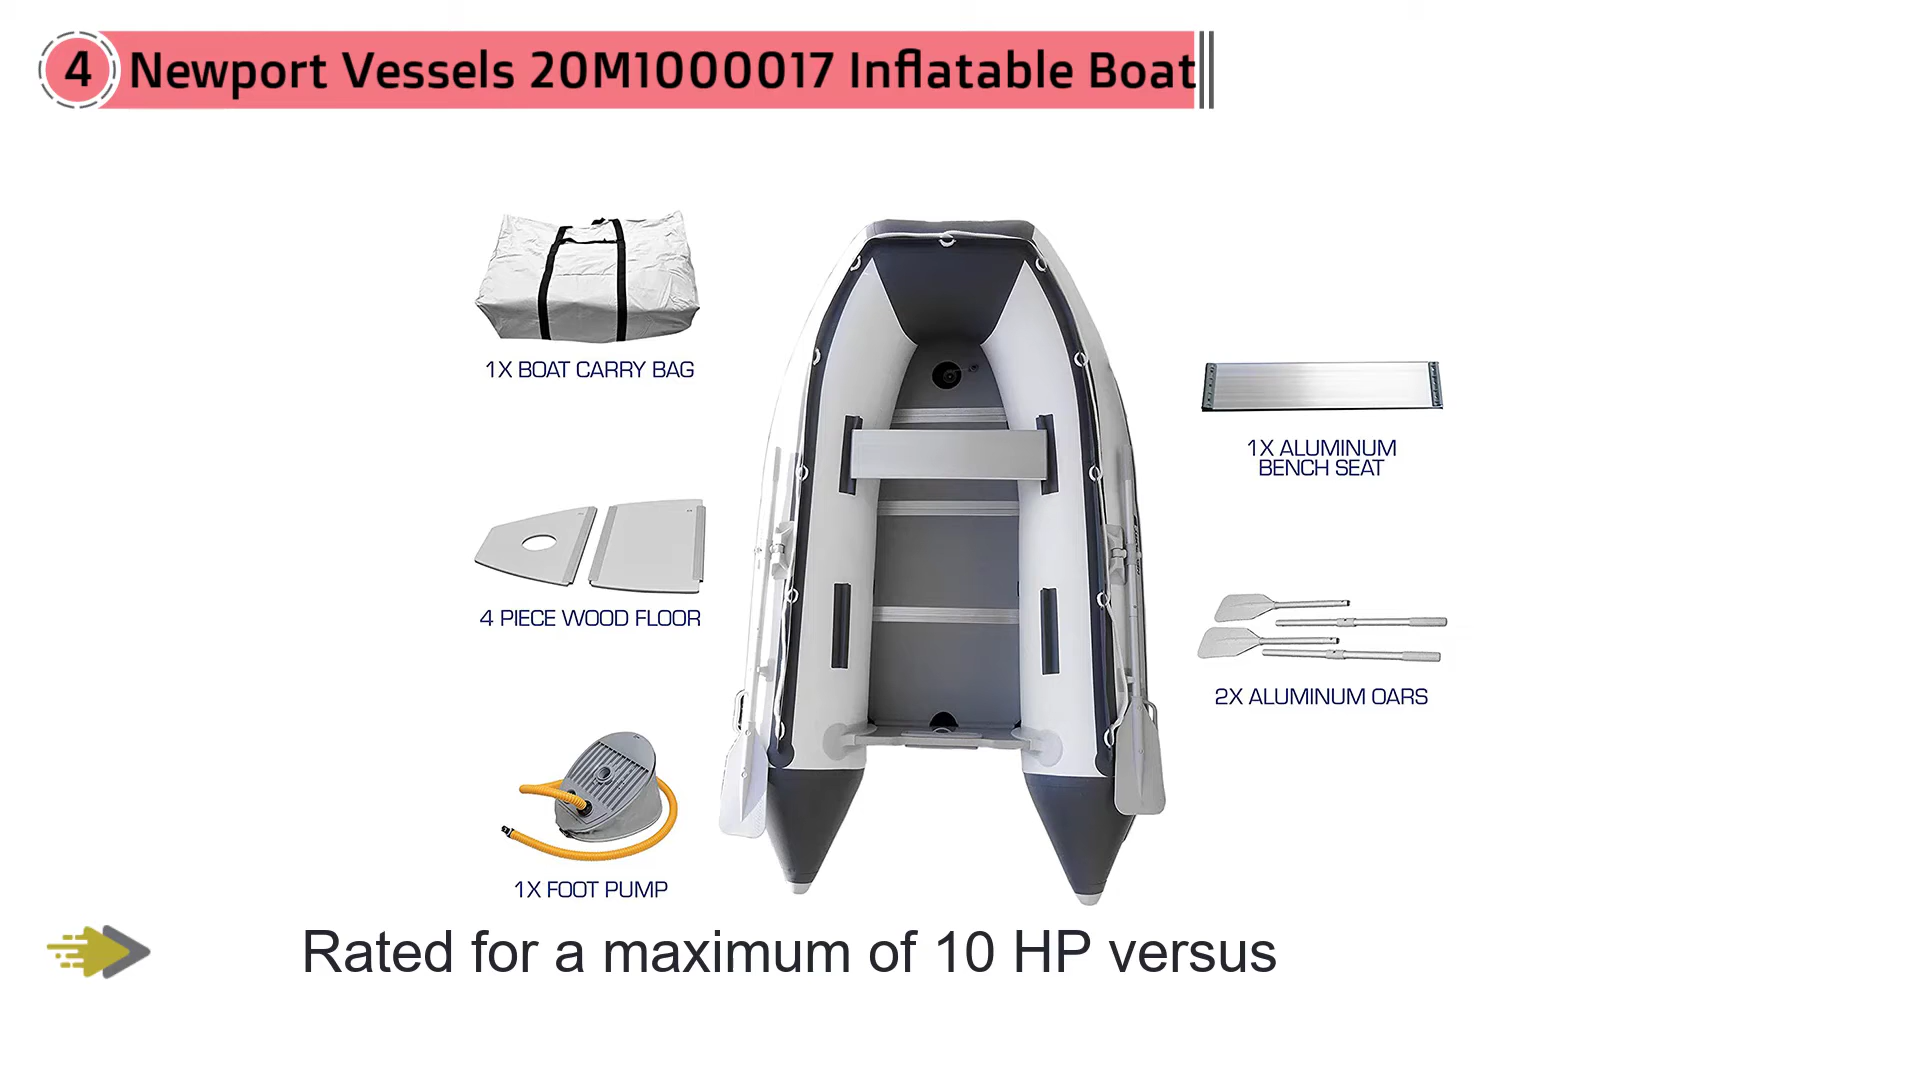 4 Newport Vessels 20M1000017 Inflatable Boat
1X BOAT CARRY BAG
1X ALUMINUM
BENCH SEAT
4 PIECE WOOD FLOOR
2X ALUMINUM OARS
1X FOOT PUMP
Rated for a maximum of 10 HP versus